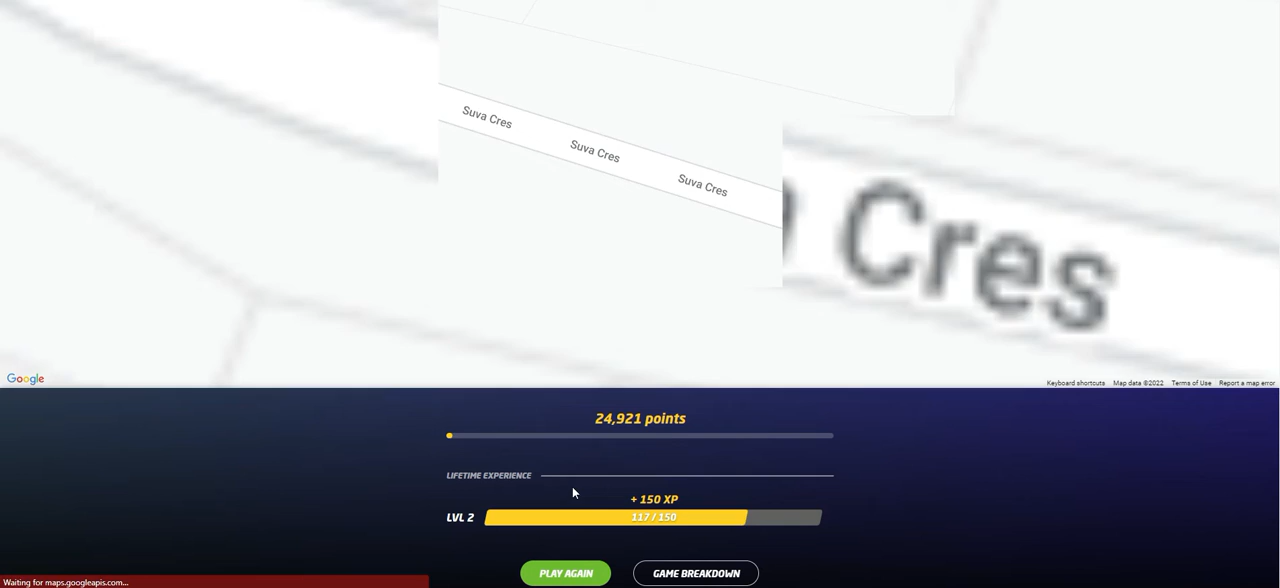 Suva Cres
Suva Cres
Suva Cres
Cres
Google
Keyboard shortcuts Map data ©2022 Terms of Use Report a map error
24,921 points
LIFETIME EXPERIENCE
+ 150 XP
LVL 2 117 / 150
PLAY AGAIN GAME BREAKDOWN
Waiting for maps.googleapis.com...